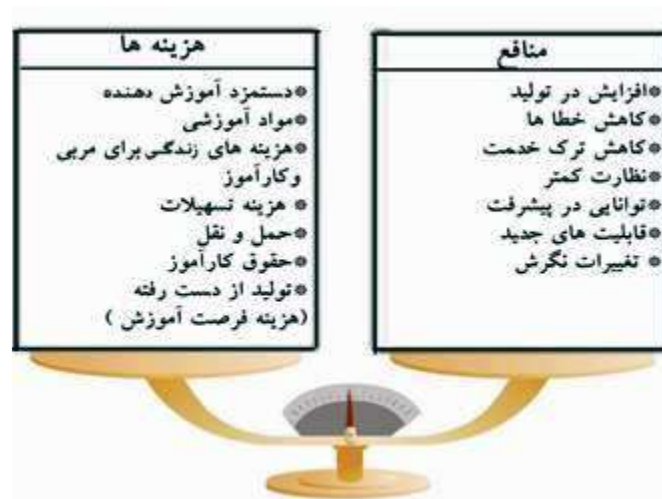 منافع
*افزایش در تولید
*کاهش خطا ها
*کاهش ترک خدمت
*نظارت کمتر
*توانایی در پیشرفت
*قابلیت های جدید
* تغییرات نگرش
هزینه ها
*دستمزد آموزش دهنده
*مواد آموزشی
*هزینه های زندگی برای مربی
وکارآموز
* هزینه تسهیلات
*حمل و نقل
*حقوق کارآموز
*تولید از دست رفته
(هزینه فرصت آموزش )